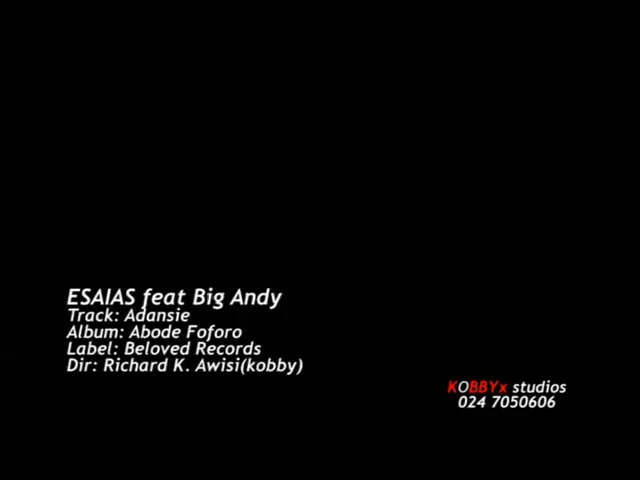 ESAIAS feat Big Andy
Track: Adansie
Album: Abode Foforo
Label: Beloved Records
Dir: Richard K. Awisi(kobby)
KOBBYx studios
024 7050606